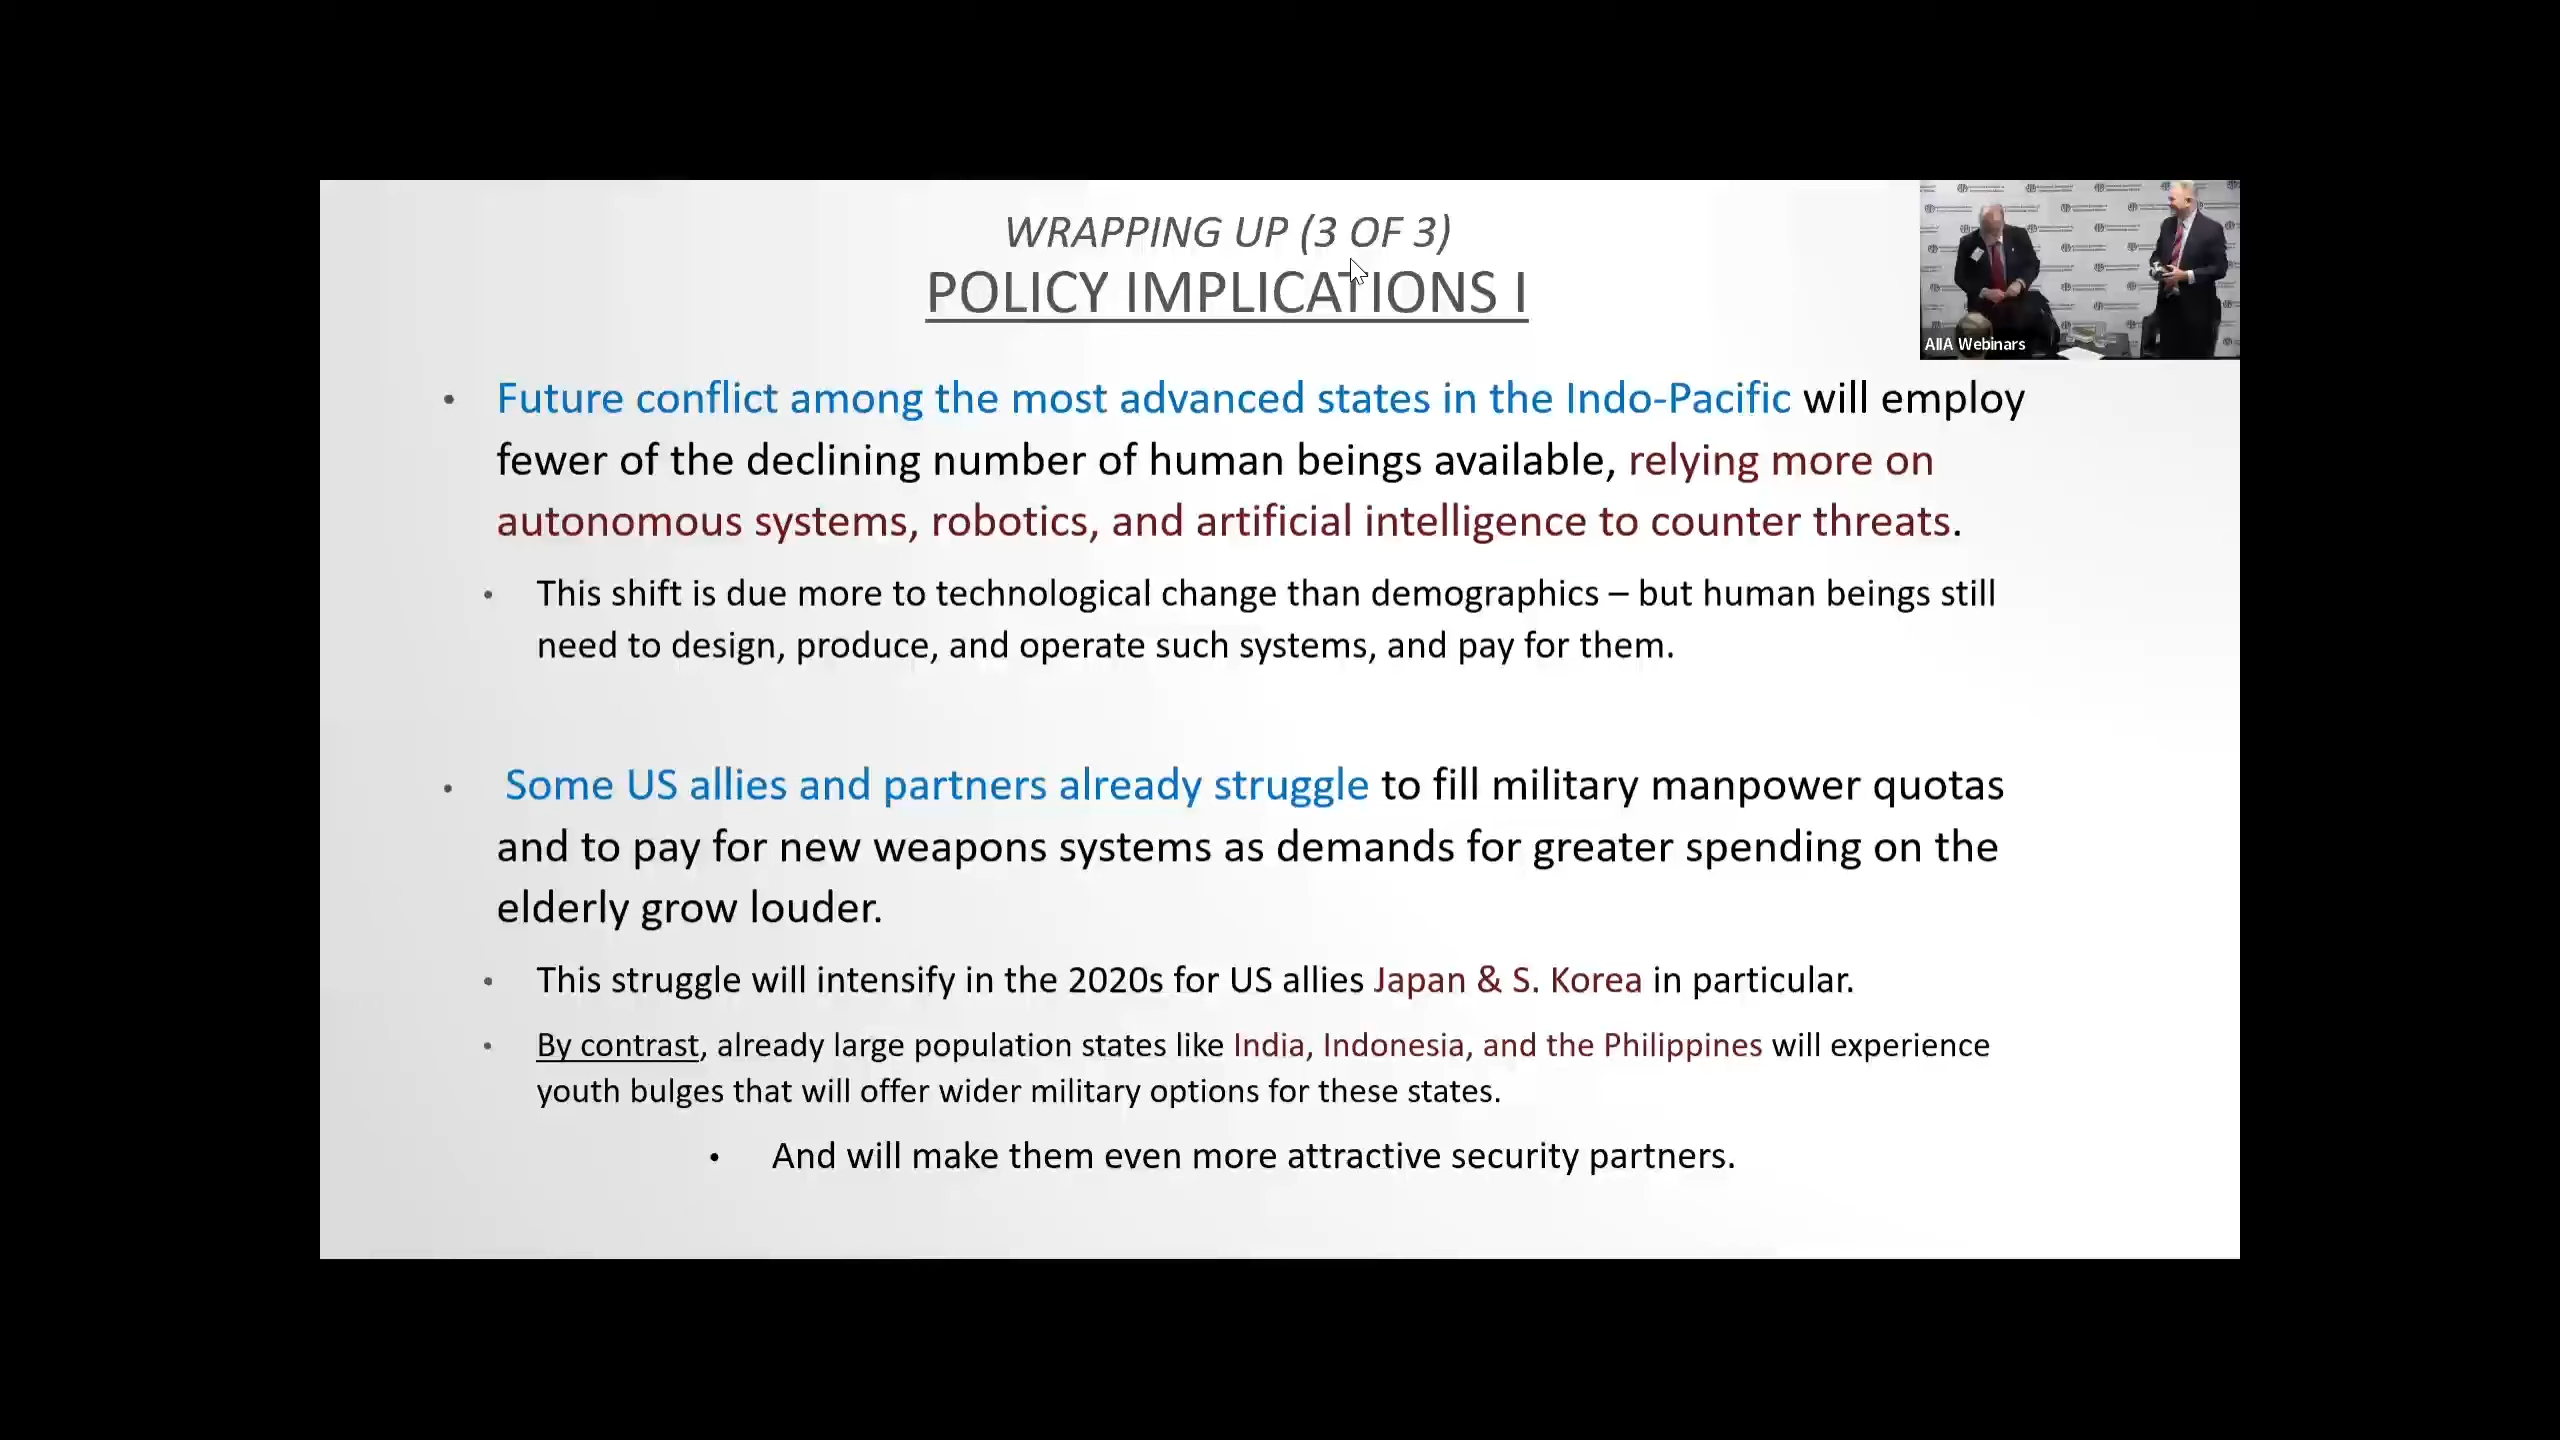 WRAPPING UP (3 OF 3)
POLICY IMPLICATIONS I
AIIA Webinars
• Future conflict among the most advanced states in the Indo-Pacific will employ
fewer of the declining number of human beings available, relying more on
autonomous systems, robotics, and artificial intelligence to counter threats.
• This shift is due more to technological change than demographics – but human beings still
need to design, produce, and operate such systems, and pay for them.
• Some US allies and partners already struggle to fill military manpower quotas
and to pay for new weapons systems as demands for greater spending on the
elderly grow louder.
• This struggle will intensify in the 2020s for US allies Japan & S. Korea in particular.
• By contrast, already large population states like India, Indonesia, and the Philippines will experience
youth bulges that will offer wider military options for these states.
• And will make them even more attractive security partners.